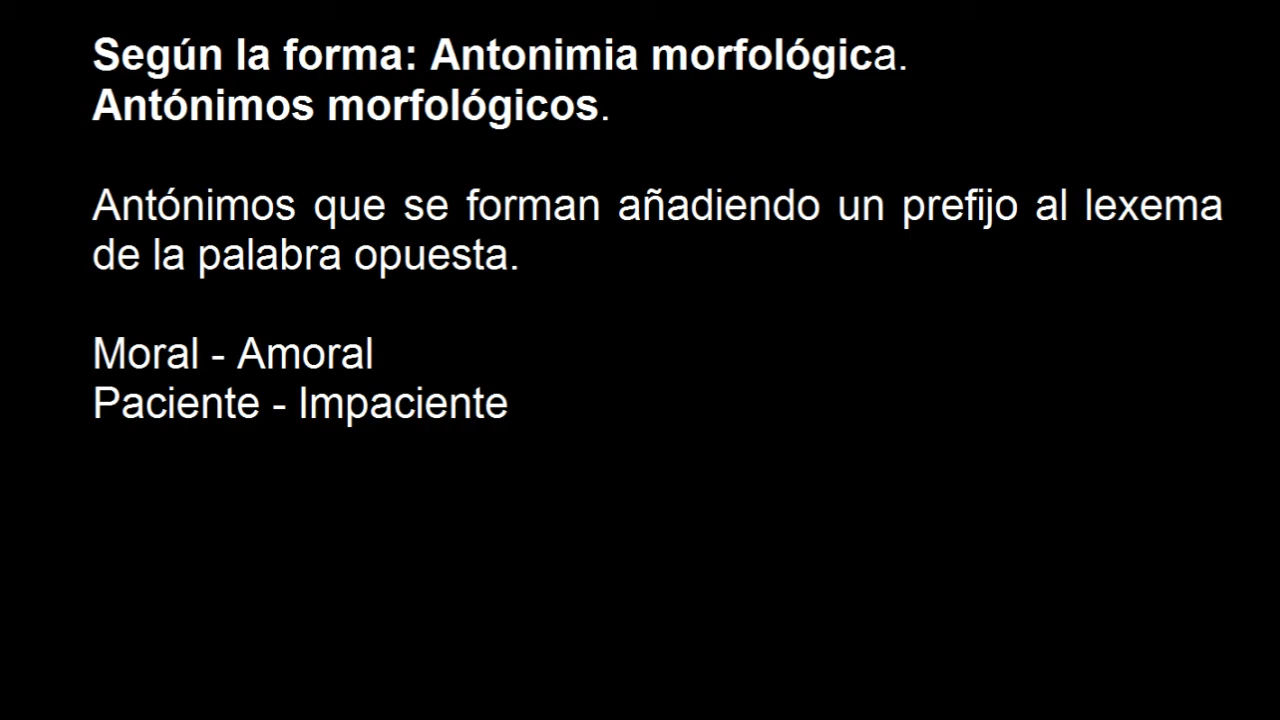 Según la forma: Antonimia morfológica.
Antónimos morfológicos.
Antónimos que se forman añadiendo un prefijo al lexema
de la palabra opuesta.
Moral - Amoral
Paciente - Impaciente